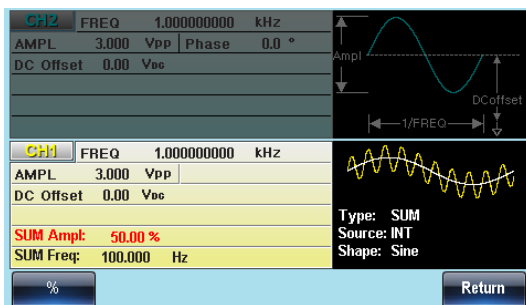 CH2 FREQ 1.000000000 kHz
AMPL 3.000 VPP Phase 0.0 °
DC Offset 0.00 VDC
Ampl
DCoffset
1/FREQ
CH1 FREQ 1.000000000 kHz
AMPL 3.000 VPP
DC Offset 0.00 VDC
SUM Ampl: 50.00 %
SUM Freq: 100.000 Hz
Type: SUM
Source: INT
Shape: Sine
%
Return